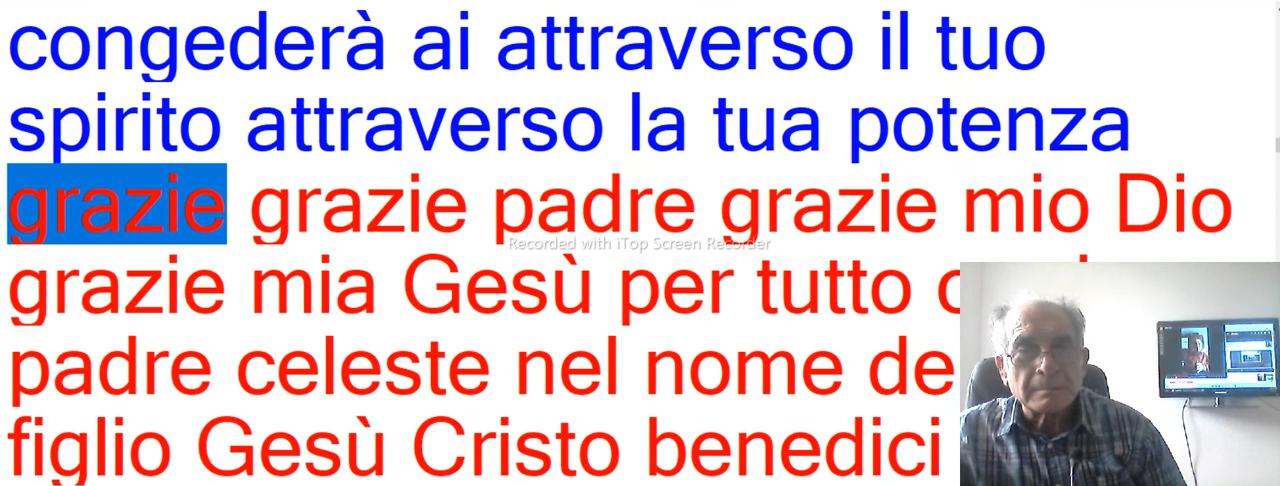 congederà ai attraverso il tuo
spirito attraverso la tua potenza
grazie grazie padre grazie mio Dio
Recorded with iTop Screen Recorder
grazie mia Gesù per tutto
padre celeste nel nome
figlio Gesù Cristo benedici